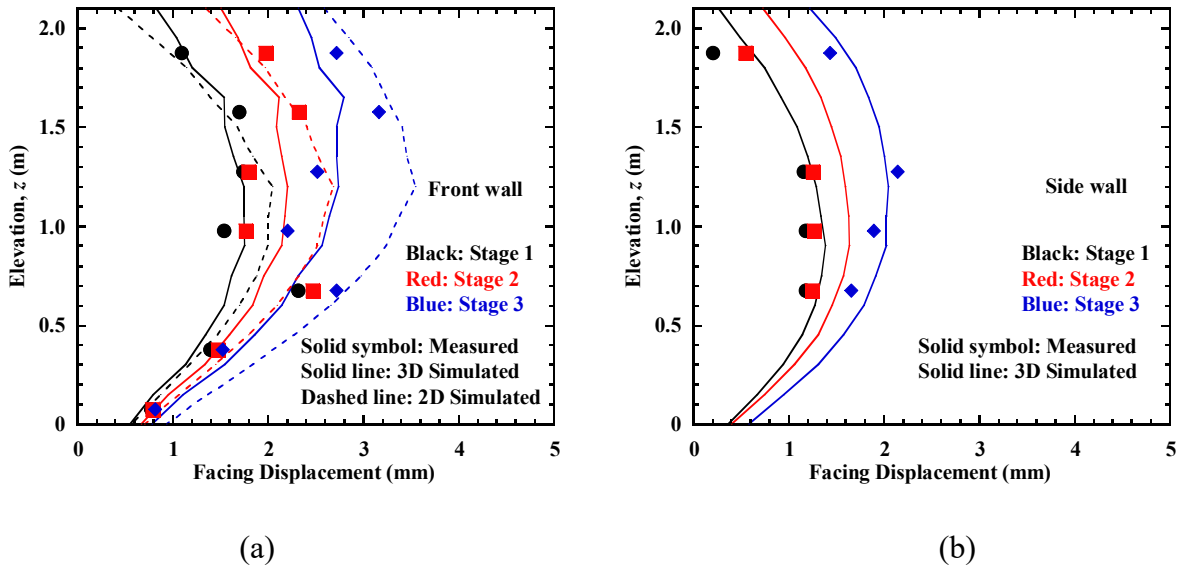 2.0
1.5
1.0
0.5
0
Elevation, z (m)
Front wall
Black: Stage 1
Red: Stage 2
Blue: Stage 3
Solid symbol: Measured
Solid line: 3D Simulated
Dashed line: 2D Simulated
0 1 2 3 4 5
Facing Displacement (mm)
(a)
2.0
1.5
1.0
0.5
0
Elevation, z (m)
Side wall
Black: Stage 1
Red: Stage 2
Blue: Stage 3
Solid symbol: Measured
Solid line: 3D Simulated
0 1 2 3 4 5
Facing Displacement (mm)
(b)